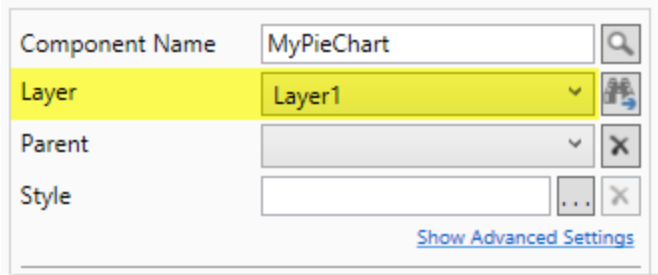 Component Name MyPieChart
Layer Layer1
Parent
Style ...
Show Advanced Settings